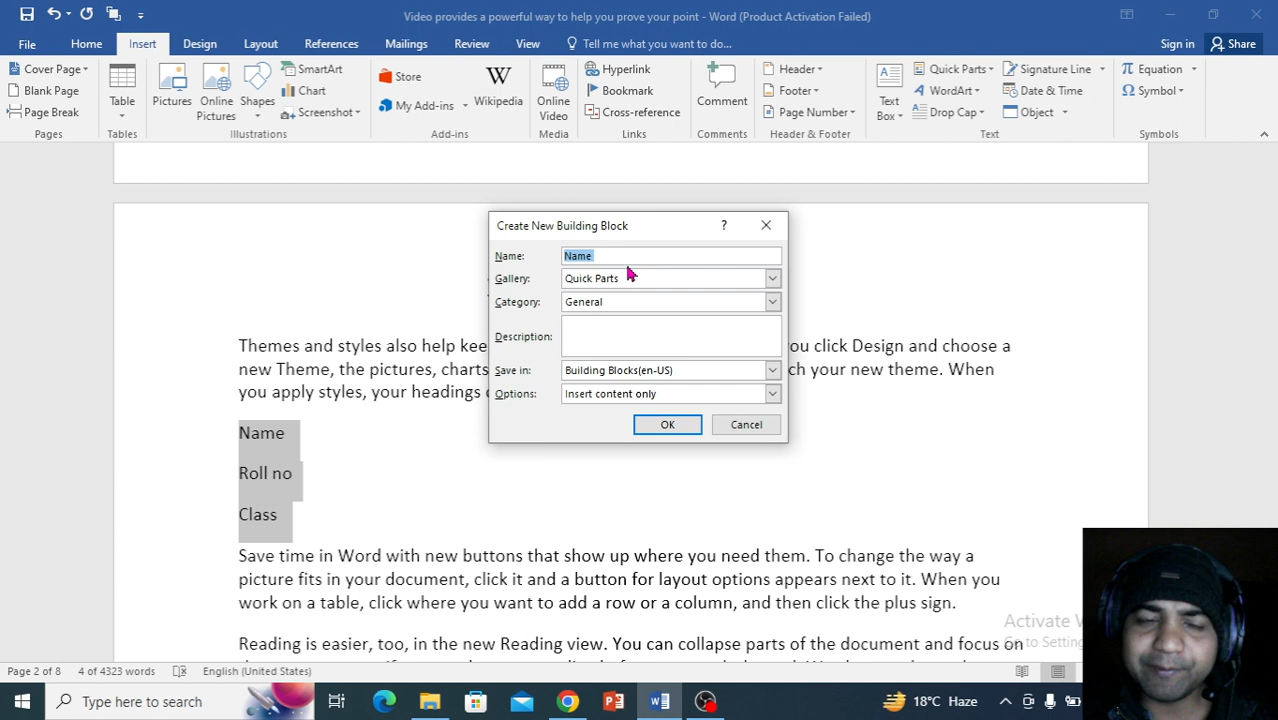 Video provides a powerful way to help you prove your point - Word (Product Activation Failed)
File Home Insert Design Layout References Mailings Review View Tell me what you want to do... Sign in Share
Cover Page
Blank Page
Page Break
Pages
Table
Tables
Pictures
Online Pictures
Shapes
SmartArt
Chart
Screenshot
Illustrations
Store
My Add-ins
Wikipedia
Add-ins
Online Video
Media
Hyperlink
Bookmark
Cross-reference
Links
Comment
Comments
Header
Footer
Page Number
Header & Footer
Text Box
Quick Parts
WordArt
Drop Cap
Signature Line
Date & Time
Object
Text
Equation
Symbol
Symbols
Create New Building Block ?
Name: Name
Gallery: Quick Parts
Category: General
Description:
Save in: Building Blocks(en-US)
Options: Insert content only
OK Cancel
Themes and styles also help kee ou click Design and choose a
new Theme, the pictures, charts ch your new theme. When
you apply styles, your headings
Name
Roll no
Class
Save time in Word with new buttons that show up where you need them. To change the way a
picture fits in your document, click it and a button for layout options appears next to it. When you
work on a table, click where you want to add a row or a column, and then click the plus sign.
Reading is easier, too, in the new Reading view. You can collapse parts of the document and focus on
Activate
Go to Setting
Page 2 of 8 4 of 4323 words English (United States)
Type here to search
W
18°C Haze